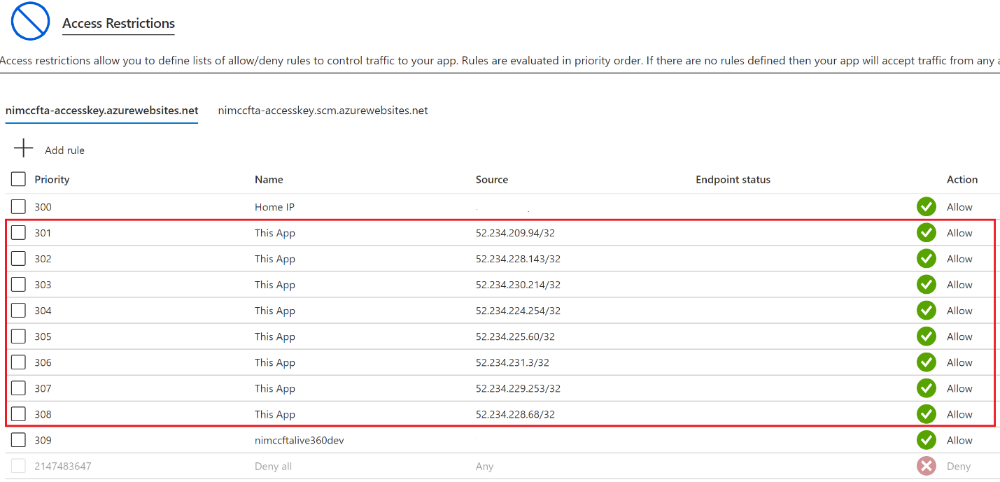 Access Restrictions
Access restrictions allow you to define lists of allow/deny rules to control traffic to your app. Rules are evaluated in priority order. If there are no rules defined then your app will accept traffic from any
nimccfta-accesskey.azurewebsites.net nimccfta-accesskey.scm.azurewebsites.net
Add rule
Priority Name Source Endpoint status Action
300 Home IP Allow
301 This App 52.234.209.94/32 Allow
302 This App 52.234.228.143/32 Allow
303 This App 52.234.230.214/32 Allow
304 This App 52.234.224.254/32 Allow
305 This App 52.234.225.60/32 Allow
306 This App 52.234.231.3/32 Allow
307 This App 52.234.229.253/32 Allow
308 This App 52.234.228.68/32 Allow
309 nimccftalive360dev Allow
2147483647 Deny all Any Deny